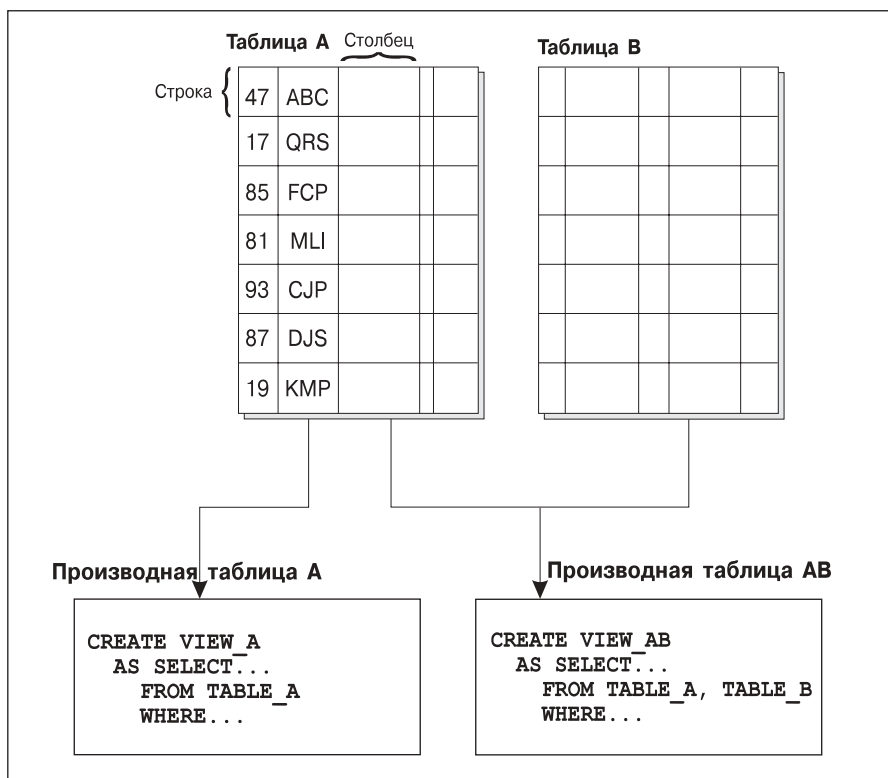 Таблица A Столбец
Таблица B
Строка
47 ABC
17 QRS
85 FCP
81 MLI
93 CJP
87 DJS
19 KMP
Производная таблица A
CREATE VIEW_A
AS SELECT...
FROM TABLE_A
WHERE...
Производная таблица AB
CREATE VIEW_AB
AS SELECT...
FROM TABLE_A, TABLE_B
WHERE...